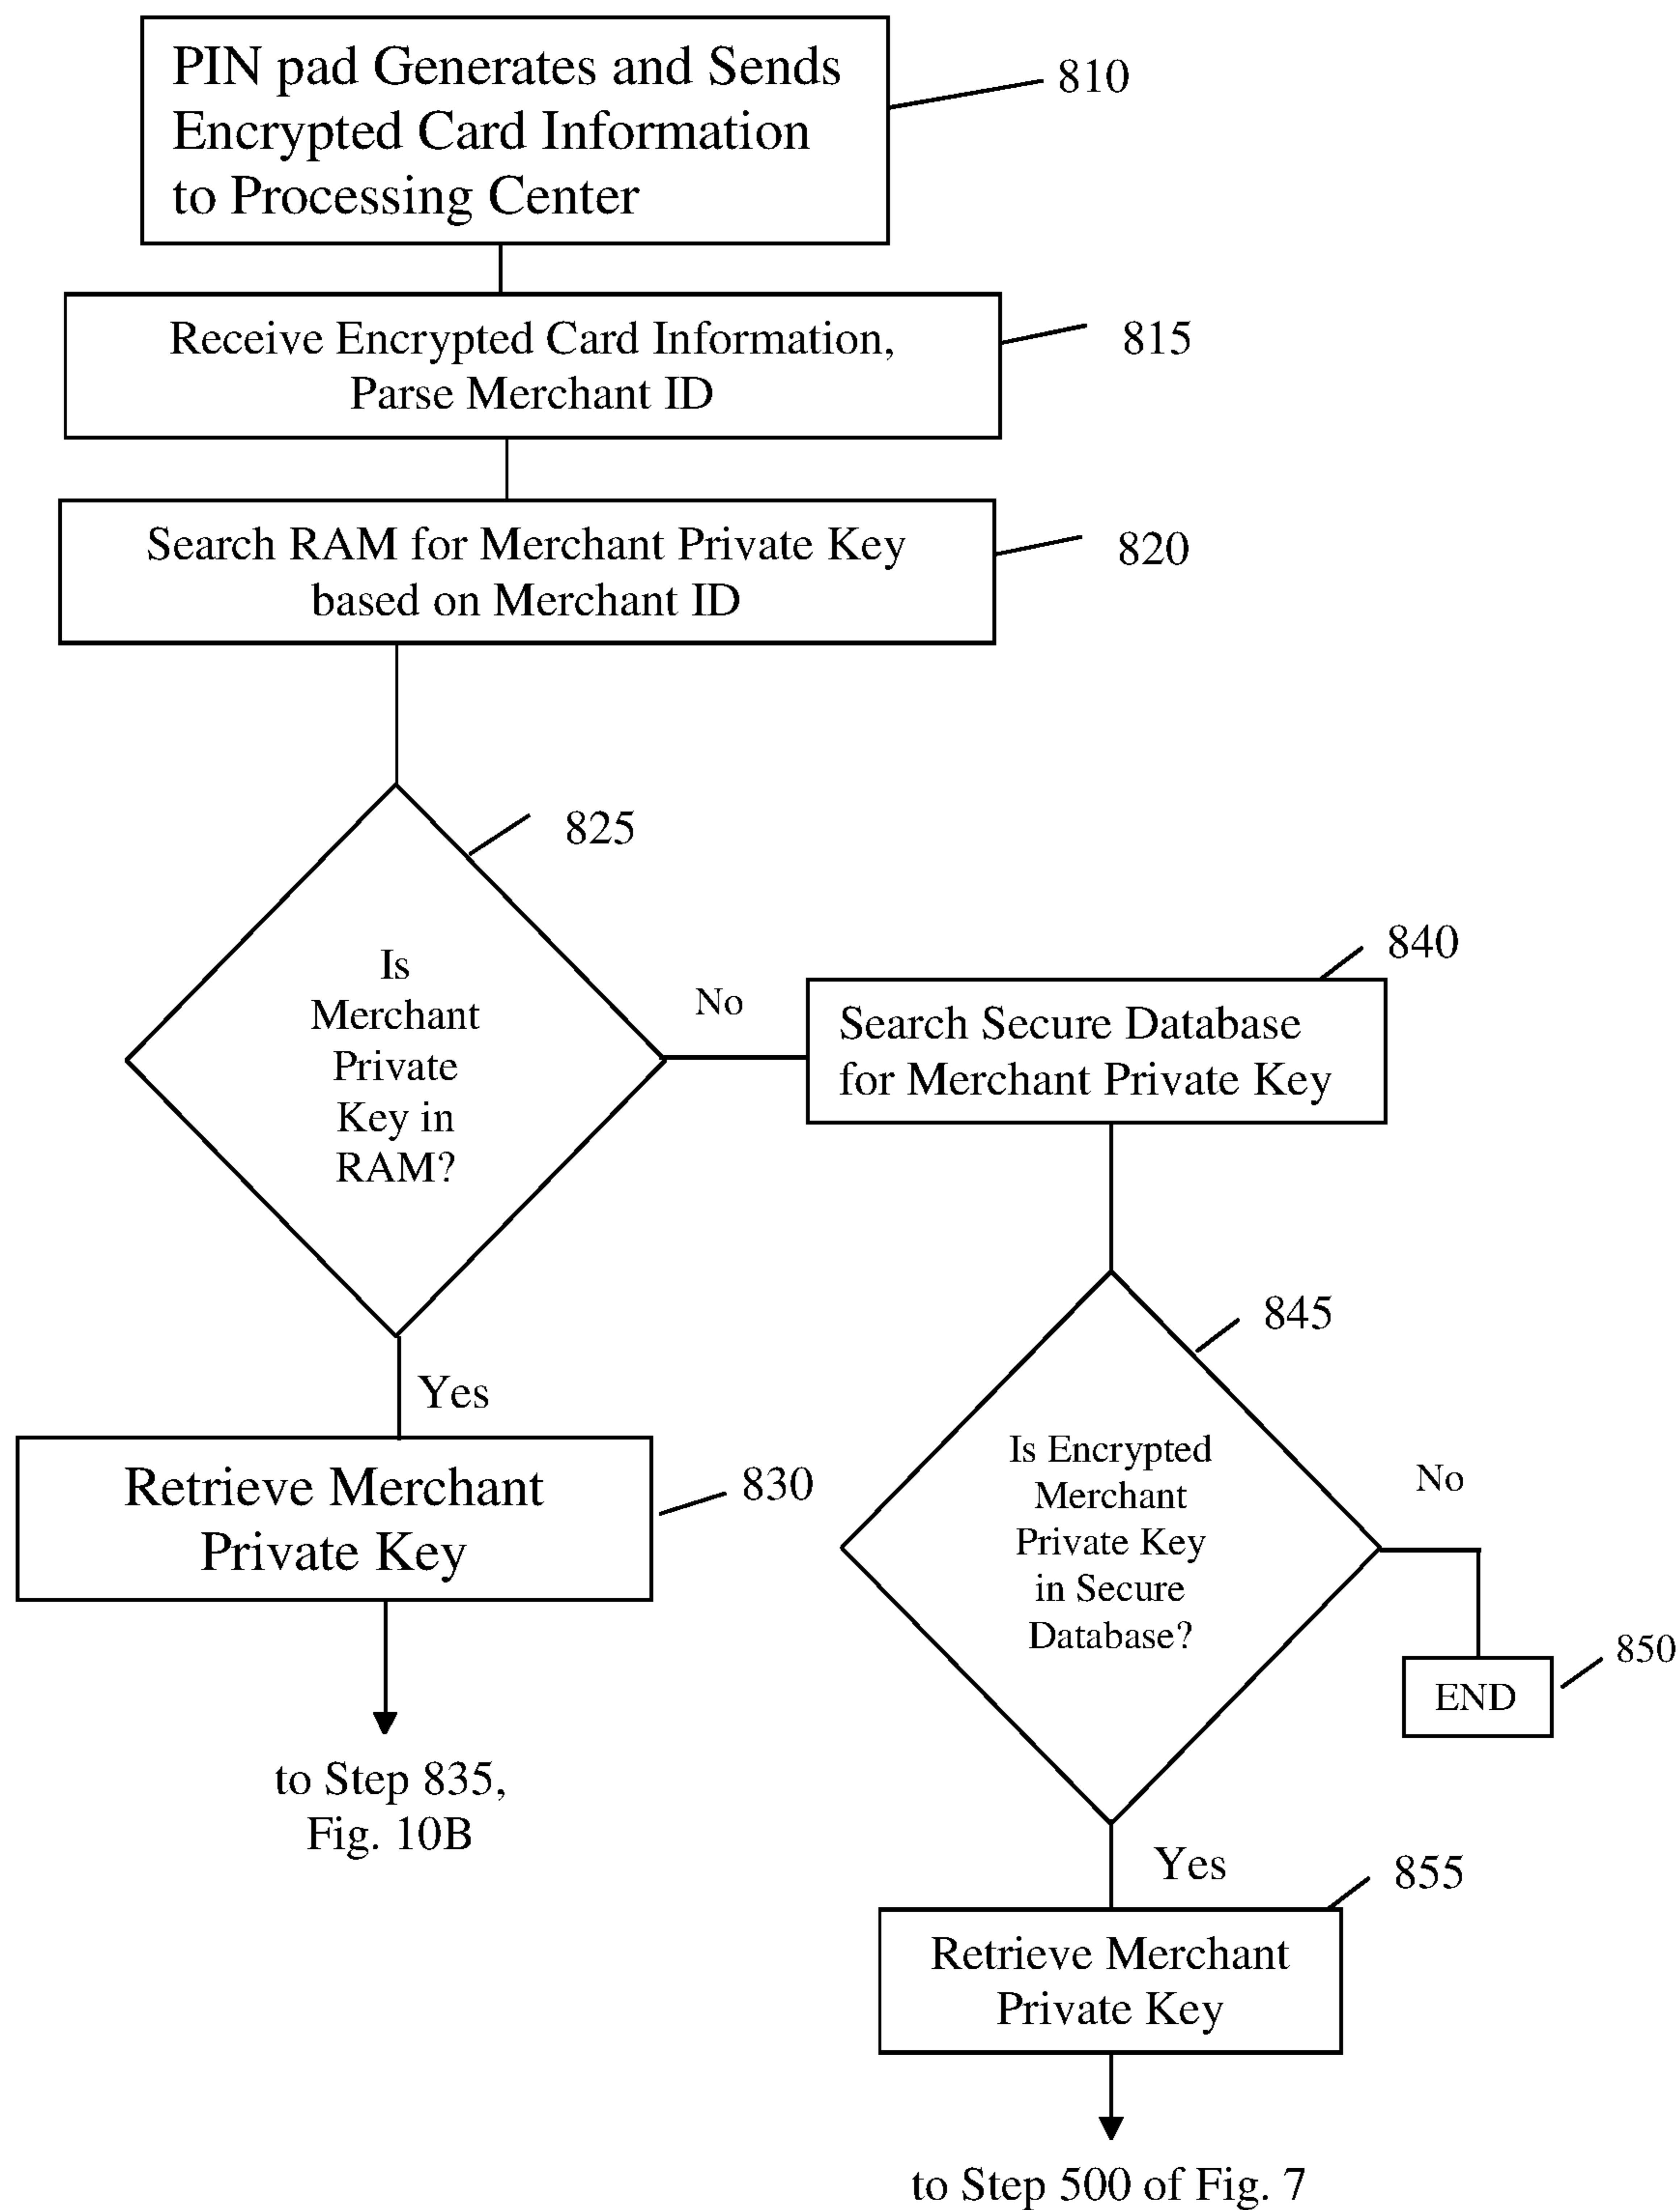 PIN pad Generates and Sends
Encrypted Card Information
to Processing Center
810
Receive Encrypted Card Information,
Parse Merchant ID
815
Search RAM for Merchant Private Key
based on Merchant ID
820
825
Is
Merchant
Private
Key in
RAM?
No
840
Search Secure Database
for Merchant Private Key
845
Yes
Retrieve Merchant
Private Key
830
Is Encrypted
Merchant
Private Key
in Secure
Database?
No
850
END
to Step 835,
Fig. 10B
Yes
855
Retrieve Merchant
Private Key
to Step 500 of Fig. 7